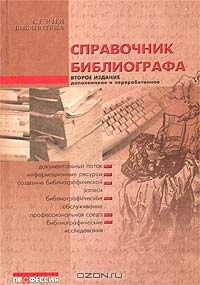 СЕРИЯ
БИБЛИОТЕКА
СПРАВОЧНИК
БИБЛИОГРАФА
ВТОРОЕ ИЗДАНИЕ
дополненное и переработанное
документальный поток
информационные ресурсы
создание библиографической
записи
библиографическое
обслуживание
профессиональная среда
библиографические
исследования
ПРОФЕССИЯ
OZON.ru